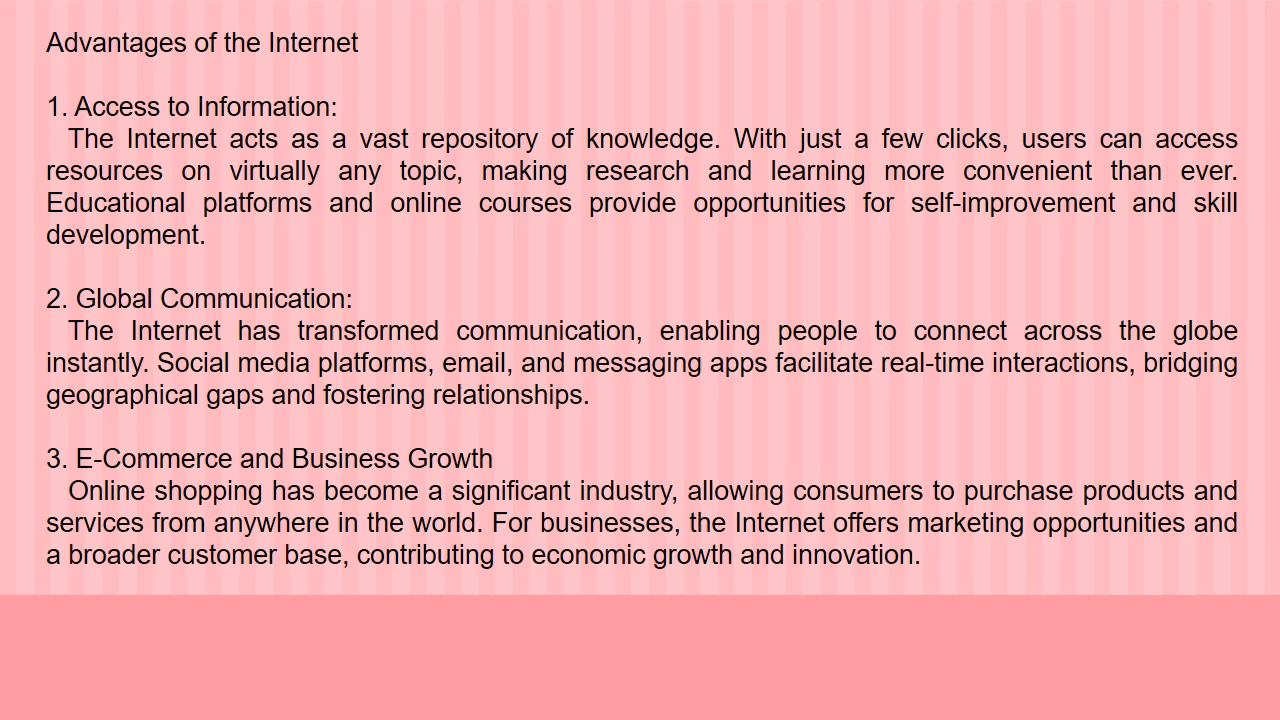 Advantages of the Internet
1. Access to Information:
The Internet acts as a vast repository of knowledge. With just a few clicks, users can access
resources on virtually any topic, making research and learning more convenient than ever.
Educational platforms and online courses provide opportunities for self-improvement and skill
development.
2. Global Communication:
The Internet has transformed communication, enabling people to connect across the globe
instantly. Social media platforms, email, and messaging apps facilitate real-time interactions, bridging
geographical gaps and fostering relationships.
3. E-Commerce and Business Growth
Online shopping has become a significant industry, allowing consumers to purchase products and
services from anywhere in the world. For businesses, the Internet offers marketing opportunities and
a broader customer base, contributing to economic growth and innovation.